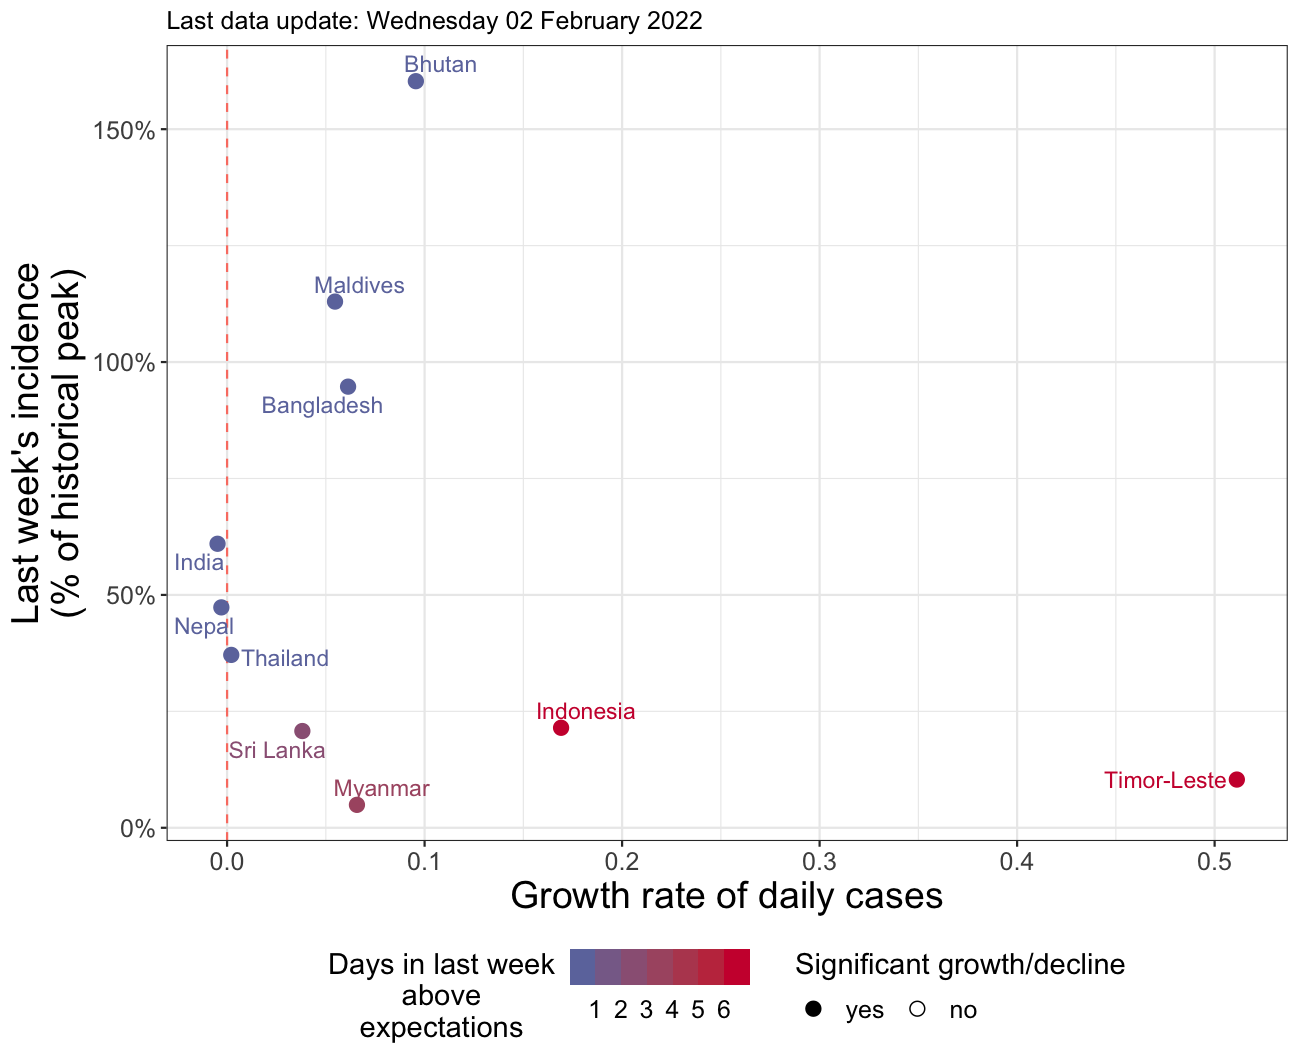 Last data update: Wednesday 02 February 2022
Bhutan
150%
Maldives
100%
Bangladesh
Last week's incidence
(% of historical peak)
India
50%
Nepal
Thailand
Indonesia
Sri Lanka
Timor-Leste
Myanmar
0%
0.0 0.1 0.2 0.3 0.4 0.5
Growth rate of daily cases
Days in last week
above
expectations
1 2 3 4 5 6
Significant growth/decline
yes no